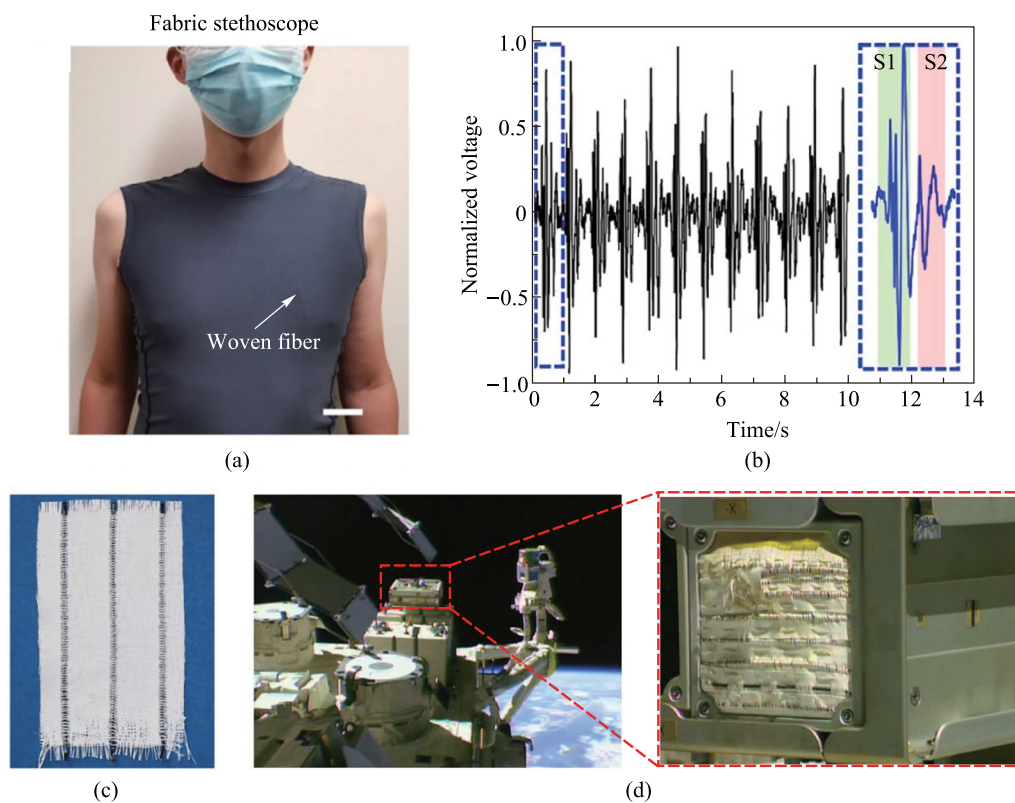 Fabric stethoscope
Woven fiber
(a)
Normalized voltage
1.0
0.5
0
−0.5
−1.0
0 2 4 6 8 10 12 14
Time/s
S1 S2
(b)
(c)
-X
(d)